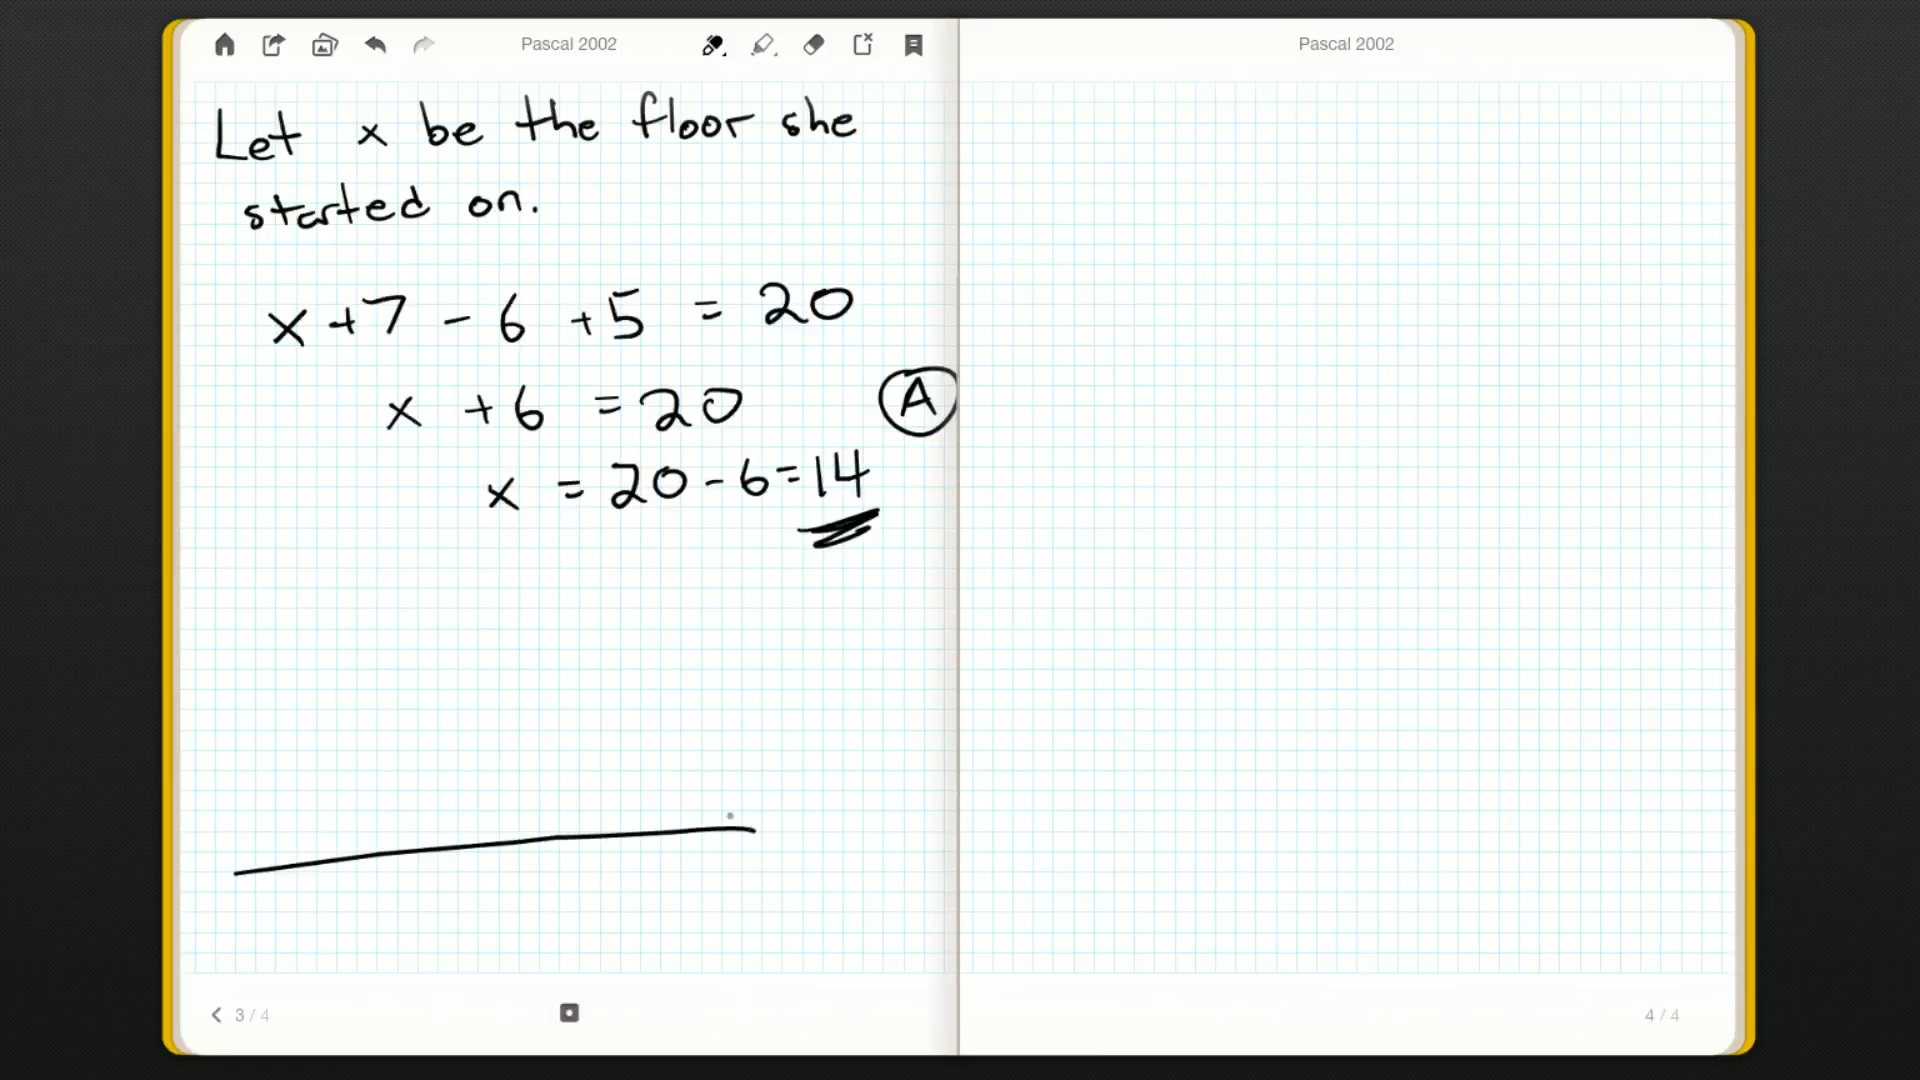 Pascal 2002
Let x be the floor she
started on.
x + 7 - 6 + 5 = 20
x + 6 = 20
A
x = 20 - 6 = 14
3 / 4
Pascal 2002
4 / 4